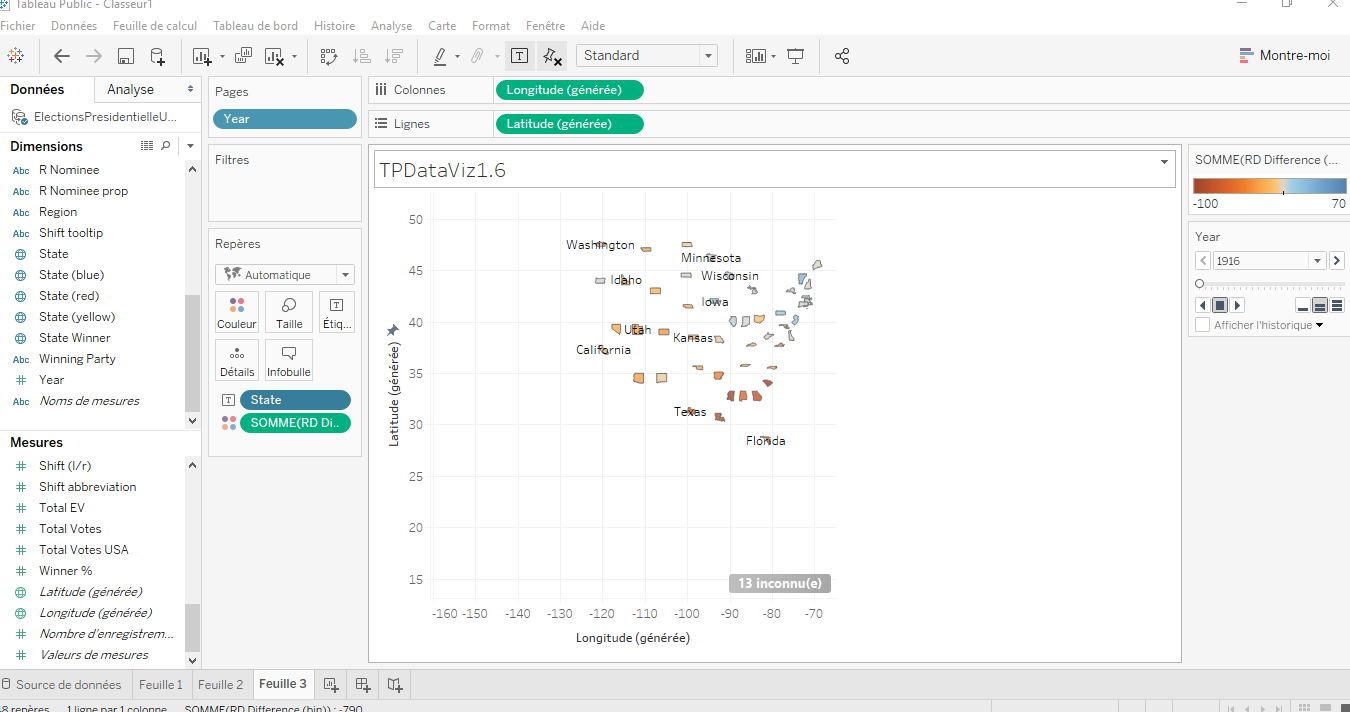 Tableau Public - Classeur1
Fichier Données Feuille de calcul Tableau de bord Histoire Analyse Carte Format Fenêtre Aide
Standard Montre-moi
Données Analyse
ElectionsPresidentielleU...
Dimensions
Abc R Nominee
Abc R Nominee prop
Abc Region
Abc Shift tooltip
State
State (blue)
State (red)
State (yellow)
State Winner
Abc Winning Party
# Year
Abc Noms de mesures
Mesures
# Shift (l/r)
# Shift abbreviation
# Total EV
# Total Votes
# Total Votes USA
# Winner %
Latitude (générée)
Longitude (générée)
# Nombre d'enregistrem...
# Valeurs de mesures
Pages
Year
Filtres
Repères
Automatique
Couleur Taille Étiq...
Détails Infobulle
State
SOMME(RD Di..
Colonnes Longitude (générée)
Lignes Latitude (générée)
TPDataViz1.6
50
45
40
35
30
25
20
15
Latitude (générée)
Washington
Minnesota
Idaho
Wisconsin
Iowa
Utah
Kansas
California
Texas
Florida
13 inconnu(e)
-160 -150 -140 -130 -120 -110 -100 -90 -80 -70
Longitude (générée)
SOMME(RD Difference (...
-100 70
Year
1916
Afficher l'historique
Source de données Feuille 1 Feuille 2 Feuille 3
48 repères 1 ligne par 1 colonne SOMME(RD Difference (bin)) : -790